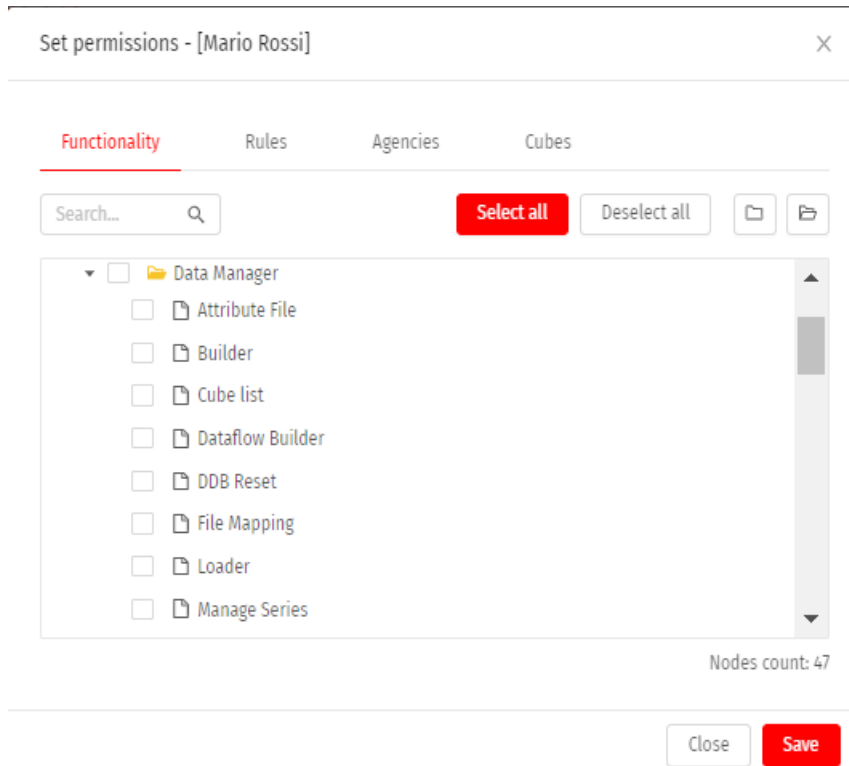 Set permissions - [Mario Rossi]
Functionality Rules Agencies Cubes
Search... Select all Deselect all
Data Manager
Attribute File
Builder
Cube list
Dataflow Builder
DDB Reset
File Mapping
Loader
Manage Series
Nodes count: 47
Close Save